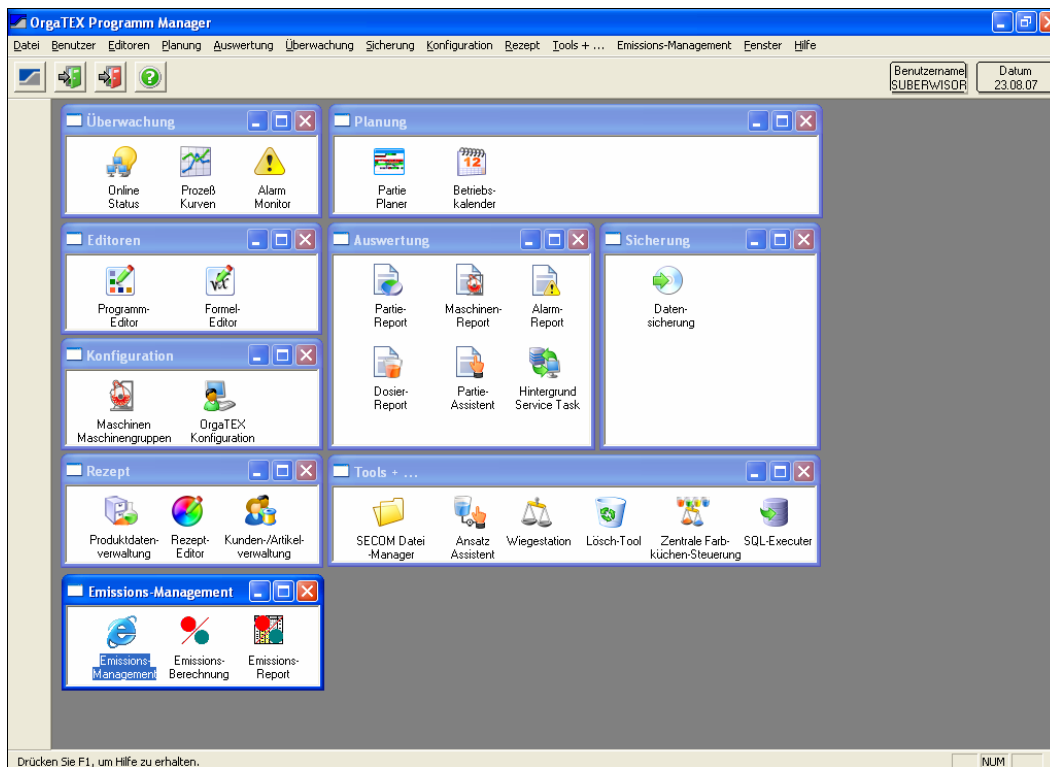 OrgaTEX Programm Manager
Datei Benutzer Editoren Planung Auswertung Überwachung Sicherung Konfiguration Rezept Tools + ... Emissions-Management Fenster Hilfe
Benutzername
SUBERWISOR
Datum
23.08.07
Überwachung
Online
Status
Prozeß
Kurven
Alarm
Monitor
Planung
12
Partie
Planer
Betriebs-
kalender
Editoren
Programm-
Editor
Formel-
Editor
Auswertung
Partie-
Report
Maschinen-
Report
Alarm-
Report
Dosier-
Report
Partie-
Assistent
Hintergrund
Service Task
Sicherung
Daten-
sicherung
Konfiguration
Maschinen
Maschinengruppen
OrgaTEX
Konfiguration
Rezept
Produktdaten-
verwaltung
Rezept-
Editor
Kunden-/Artikel-
verwaltung
Tools + ...
SECOM Datei
-Manager
Ansatz
Assistent
Wiegestation
Lösch-Tool
Zentrale Farb-
küchen-Steuerung
SQL-Executer
Emissions-Management
Emissions-
Management
Emissions-
Berechnung
Emissions-
Report
Drücken Sie F1, um Hilfe zu erhalten.
NUM